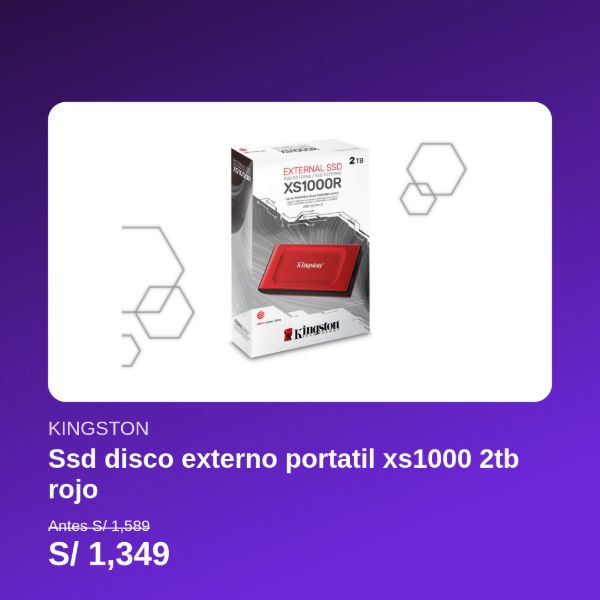 EXTERNAL SSD
XS1000R
2TB
Kingston
Kingston
KINGSTON
Ssd disco externo portatil xs1000 2tb
rojo
Antes S/ 1,589
S/ 1,349